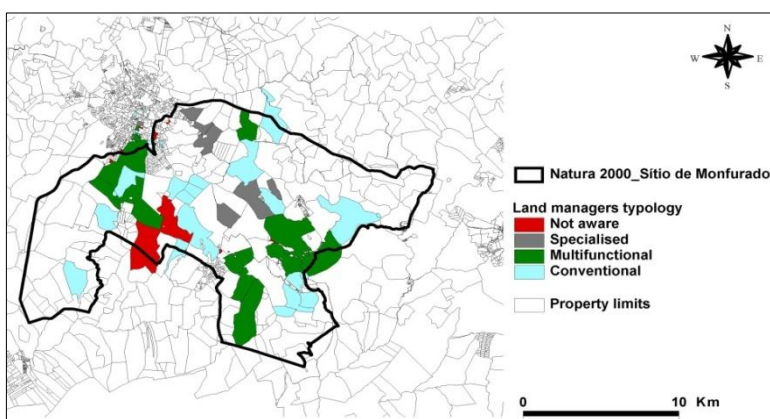 N
W E
S
Natura 2000_Sítio de Monfurado
Land managers typology
Not aware
Specialised
Multifunctional
Conventional
Property limits
0 10 Km